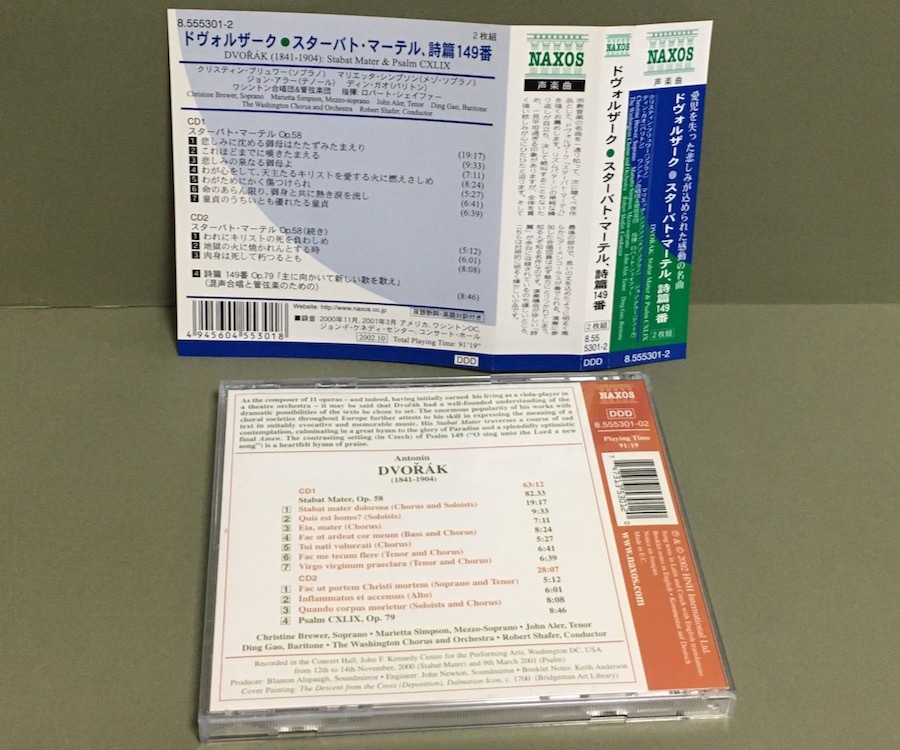 8.555301-2
2枚組
ドヴォルザーク●スターバト・マーテル、詩篇149番
DVOŘÁK (1841-1904): Stabat Mater & Psalm CXLIX
クリスティン・ブリュワー(ソプラノ) マリエッタ・シンプソン(メゾ・ソプラノ)
ジョン・アラー(テノール) ディン・ガオ(バリトン)
ワシントン合唱団&管弦楽団 指揮:ロバート・シェイファー
Christine Brewer, Soprano Marietta Simpson, Mezzo-soprano John Aler, Tenor Ding Gao, Baritone
The Washington Chorus and Orchestra Robert Shafer, Conductor
CD1
スターバト・マーテル Op.58
1 悲しみに沈める御母はたたずみたまえり (19:17)
2 これほどまでに嘆きたまえる (9:33)
3 悲しみの泉なる御母よ (7:11)
4 わが心をして、天主たるキリストを愛する火に燃えさしめ (8:24)
5 わがためにかく傷つけられ (5:27)
6 命のあらん限り、御身と共に熱き涙を流し (6:41)
7 童貞のうちいとも優れたる童貞 (6:39)
CD2
スターバト・マーテル Op.58(続き)
1 われにキリストの死を負わしめ (5:12)
2 地獄の火に焼かれんとする時 (6:01)
3 肉身は死して朽つるとも (8:08)
4 詩篇 149番 Op.79「主に向かいて新しい歌を歌え」
(混声合唱と管弦楽のための) (8:46)
4 945604 553018
Website: http://www.naxos.co.jp
原語歌詞・英語対訳付き
■録音:2000年11月、2001年3月 アメリカ、ワシントンDC、
ジョン・F・ケネディ・センター、コンサート・ホール
2002.10
Total Playing Time: 91'19"
DDD
NAXOS
声楽曲
NAXOS
ドヴォルザーク●スターバト・マーテル、詩篇149番
2枚組
8.55
5301-2
NAXOS
声楽曲
愛児を失った悲しみが込められた感動の名曲
ドヴォルザーク●スターバト・マーテル、詩篇149番
DVOŘÁK: Stabat Mater & Psalm CXLIX
2枚組
DDD
8.555301-2
As the composer of 11 operas – and indeed, having initially earned his living as a viola-player in
a theatre orchestra – it may be said that Dvořák had a well-founded understanding of the
dramatic possibilities of the texts he chose to set. The enormous popularity of his works with
choral societies throughout Europe further attests to his skill in expressing the meaning of a
text in suitably evocative and memorable music. His Stabat Mater traverses a course of sad
contemplation, culminating in a great hymn to the glory of Paradise and a splendidly optimistic
final Amen. The contrasting setting (in Czech) of Psalm 149 ("O sing unto the Lord a new
song") is a heartfelt hymn of praise.
Antonín
DVOŘÁK
(1841-1904)
CD1 63:12
Stabat Mater, Op. 58 82.33
1 Stabat mater dolorosa (Chorus and Soloists) 19:17
2 Quis est homo? (Soloists) 9:33
3 Eia, mater (Chorus) 7:11
4 Fac ut ardeat cor meum (Bass and Chorus) 8:24
5 Tui nati vulnerati (Chorus) 5:27
6 Fac me tecum flere (Tenor and Chorus) 6:41
7 Virgo virginum praeclara (Tenor and Chorus) 6:39
CD2 28:07
1 Fac ut portem Christi mortem (Soprano and Tenor) 5:12
2 Inflammatus et accensus (Alto) 6:01
3 Quando corpus morietur (Soloists and Chorus) 8:08
4 Psalm CXLIX, Op. 79 8:46
Christine Brewer, Soprano • Marietta Simpson, Mezzo-Soprano • John Aler, Tenor
Ding Gao, Baritone • The Washington Chorus and Orchestra • Robert Shafer, Conductor
Recorded in the Concert Hall, John F. Kennedy Centre for the Performing Arts, Washington DC, USA
from 12th to 14th November, 2000 (Stabat Mater) and 9th March 2001 (Psalm)
Producer: Blanton Alspaugh, Soundmirror • Engineer: John Newton, Soundmirror • Booklet Notes: Keith Anderson
Cover Painting: The Descent from the Cross (Deposition), Dalmation Icon, c. 1700 (Bridgeman Art Library)
NAXOS
DDD
8.555301-02
Playing Time
91:19
7 47313 53012 0
℗ & © 2002 HNH International Ltd.
Sung texts in Latin and Czech with English translations
Booklet notes in English • Kommentar auf Deutsch
Notice en français
Made in E.C.
www.naxos.com